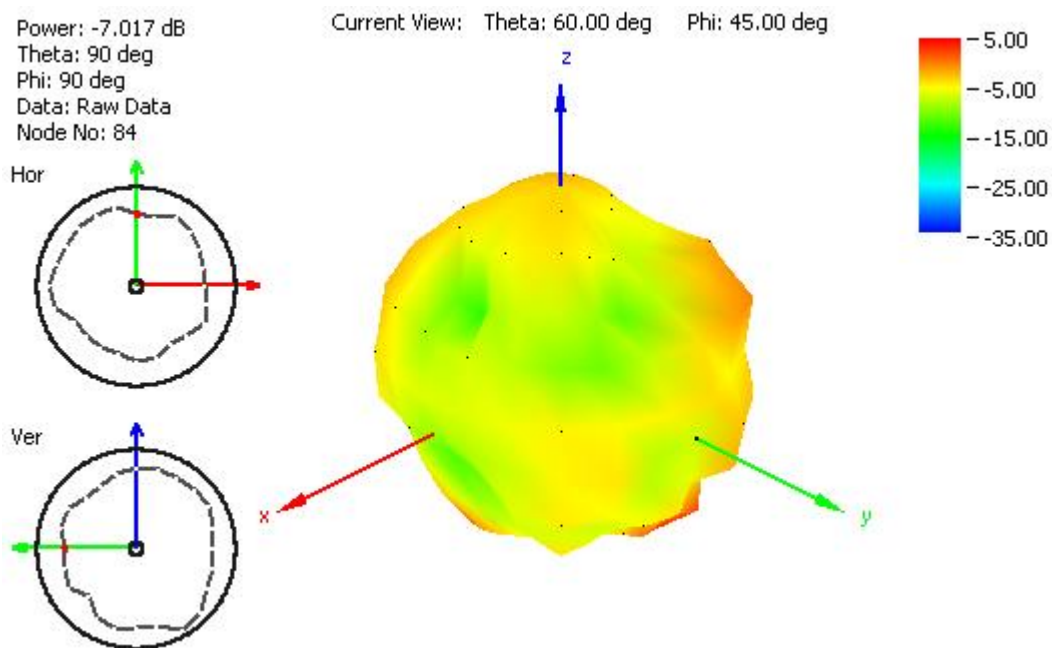 Power: -7.017 dB
Theta: 90 deg
Phi: 90 deg
Data: Raw Data
Node No: 84
Current View: Theta: 60.00 deg Phi: 45.00 deg
5.00
-5.00
-15.00
-25.00
-35.00
Hor
Ver
z
x
y